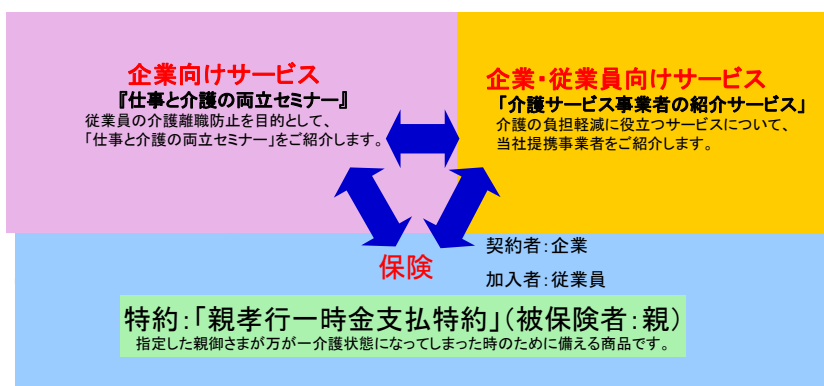 企業向けサービス
『仕事と介護の両立セミナー』
従業員の介護離職防止を目的として、
「仕事と介護の両立セミナー」をご紹介します。
企業・従業員向けサービス
「介護サービス事業者の紹介サービス」
介護の負担軽減に役立つサービスについて、
当社提携事業者をご紹介します。
保険
契約者：企業
加入者：従業員
特約：「親孝行一時金支払特約」（被保険者：親）
指定した親御さまが万が一介護状態になってしまった時のために備える商品です。